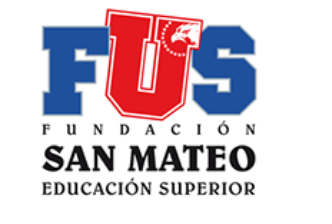 FUS
FUNDACIÓN
SAN MATEO
EDUCACIÓN SUPERIOR